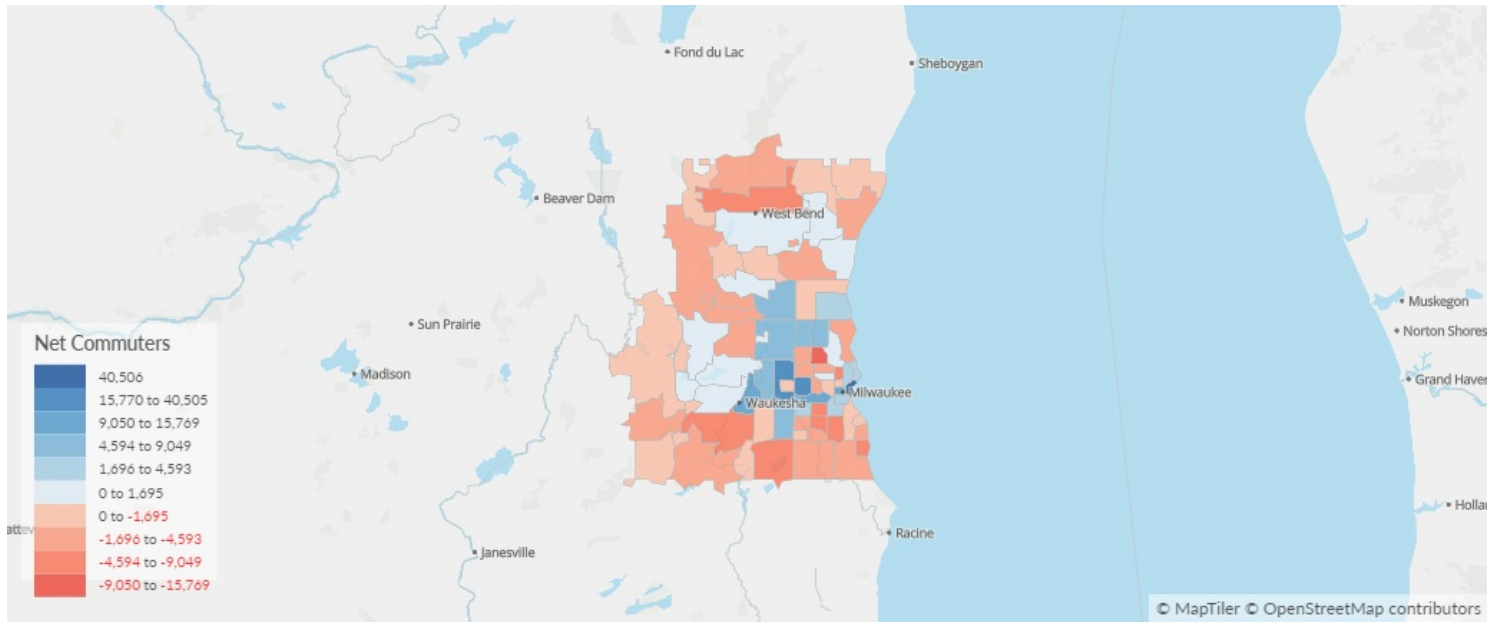 Fond du Lac
Sheboygan
Beaver Dam
West Bend
Muskegon
Norton Shores
Sun Prairie
Madison
Grand Haven
Milwaukee
Waukesha
Racine
Janesville
Net Commuters
40,506
15,770 to 40,505
9,050 to 15,769
4,594 to 9,049
1,696 to 4,593
0 to 1,695
0 to -1,695
-1,696 to -4,593
-4,594 to -9,049
-9,050 to -15,769
© MapTiler © OpenStreetMap contributors